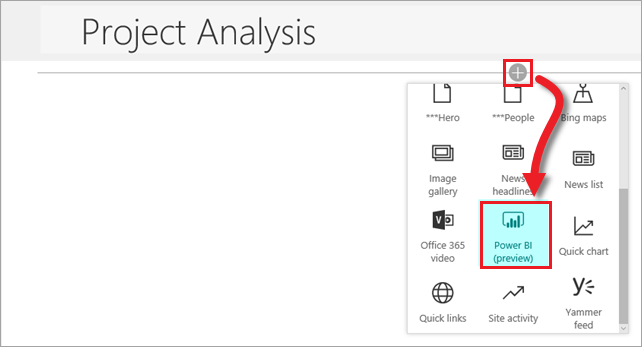 Project Analysis
***Hero
***People
Bing maps
Image
gallery
News
headlines
News list
Office 365
video
Power BI
(preview)
Quick chart
Quick links
Site activity
Yammer
feed